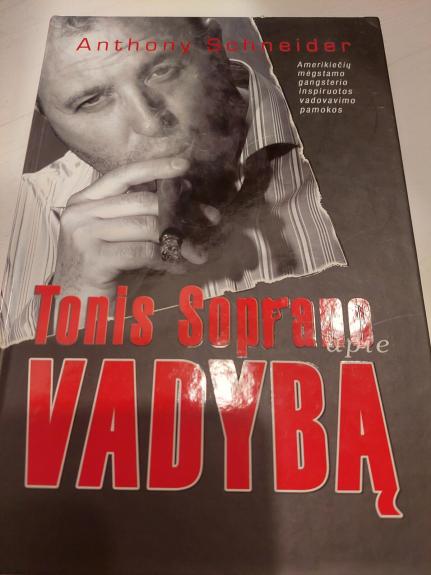 Anthony Schneider
Amerikiečių
mėgstamo
gangsterio
inspiruotos
vadovavimo
pamokos
Tonis Soprano
apie
VADYBĄ